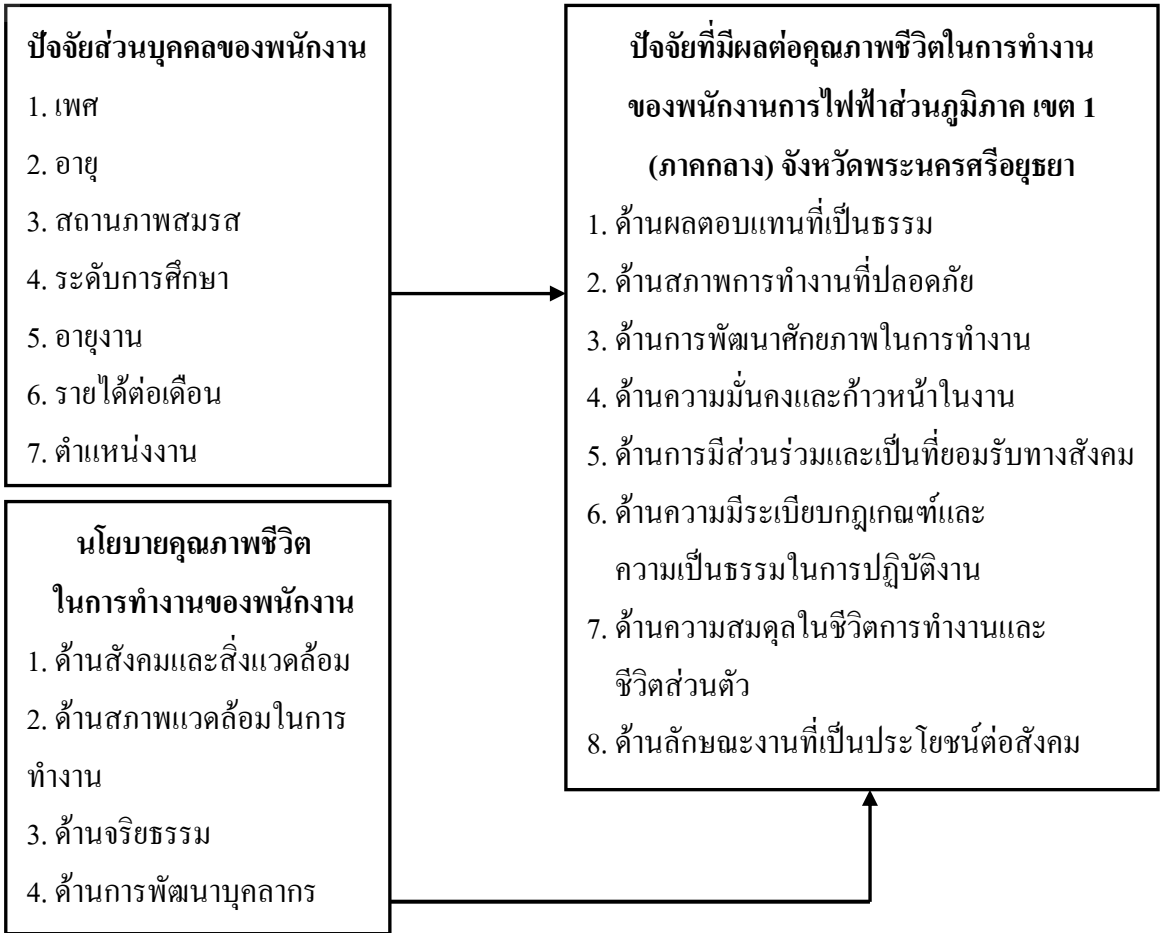 ปัจจัยส่วนบุคคลของพนักงาน
1. เพศ
2. อายุ
3. สถานภาพสมรส
4. ระดับการศึกษา
5. อายุงาน
6. รายได้ต่อเดือน
7. ตำแหน่งงาน
นโยบายคุณภาพชีวิต
ในการทำงานของพนักงาน
1. ด้านสังคมและสิ่งแวดล้อม
2. ด้านสภาพแวดล้อมในการ
ทำงาน
3. ด้านจริยธรรม
4. ด้านการพัฒนาบุคลากร
ปัจจัยที่มีผลต่อคุณภาพชีวิตในการทำงาน
ของพนักงานการไฟฟ้าส่วนภูมิภาค เขต 1
(ภาคกลาง) จังหวัดพระนครศรีอยุธยา
1. ด้านผลตอบแทนที่เป็นธรรม
2. ด้านสภาพการทำงานที่ปลอดภัย
3. ด้านการพัฒนาศักยภาพในการทำงาน
4. ด้านความมั่นคงและก้าวหน้าในงาน
5. ด้านการมีส่วนร่วมและเป็นที่ยอมรับทางสังคม
6. ด้านความมีระเบียบกฎเกณฑ์และ
ความเป็นธรรมในการปฏิบัติงาน
7. ด้านความสมดุลในชีวิตการทำงานและ
ชีวิตส่วนตัว
8. ด้านลักษณะงานที่เป็นประโยชน์ต่อสังคม